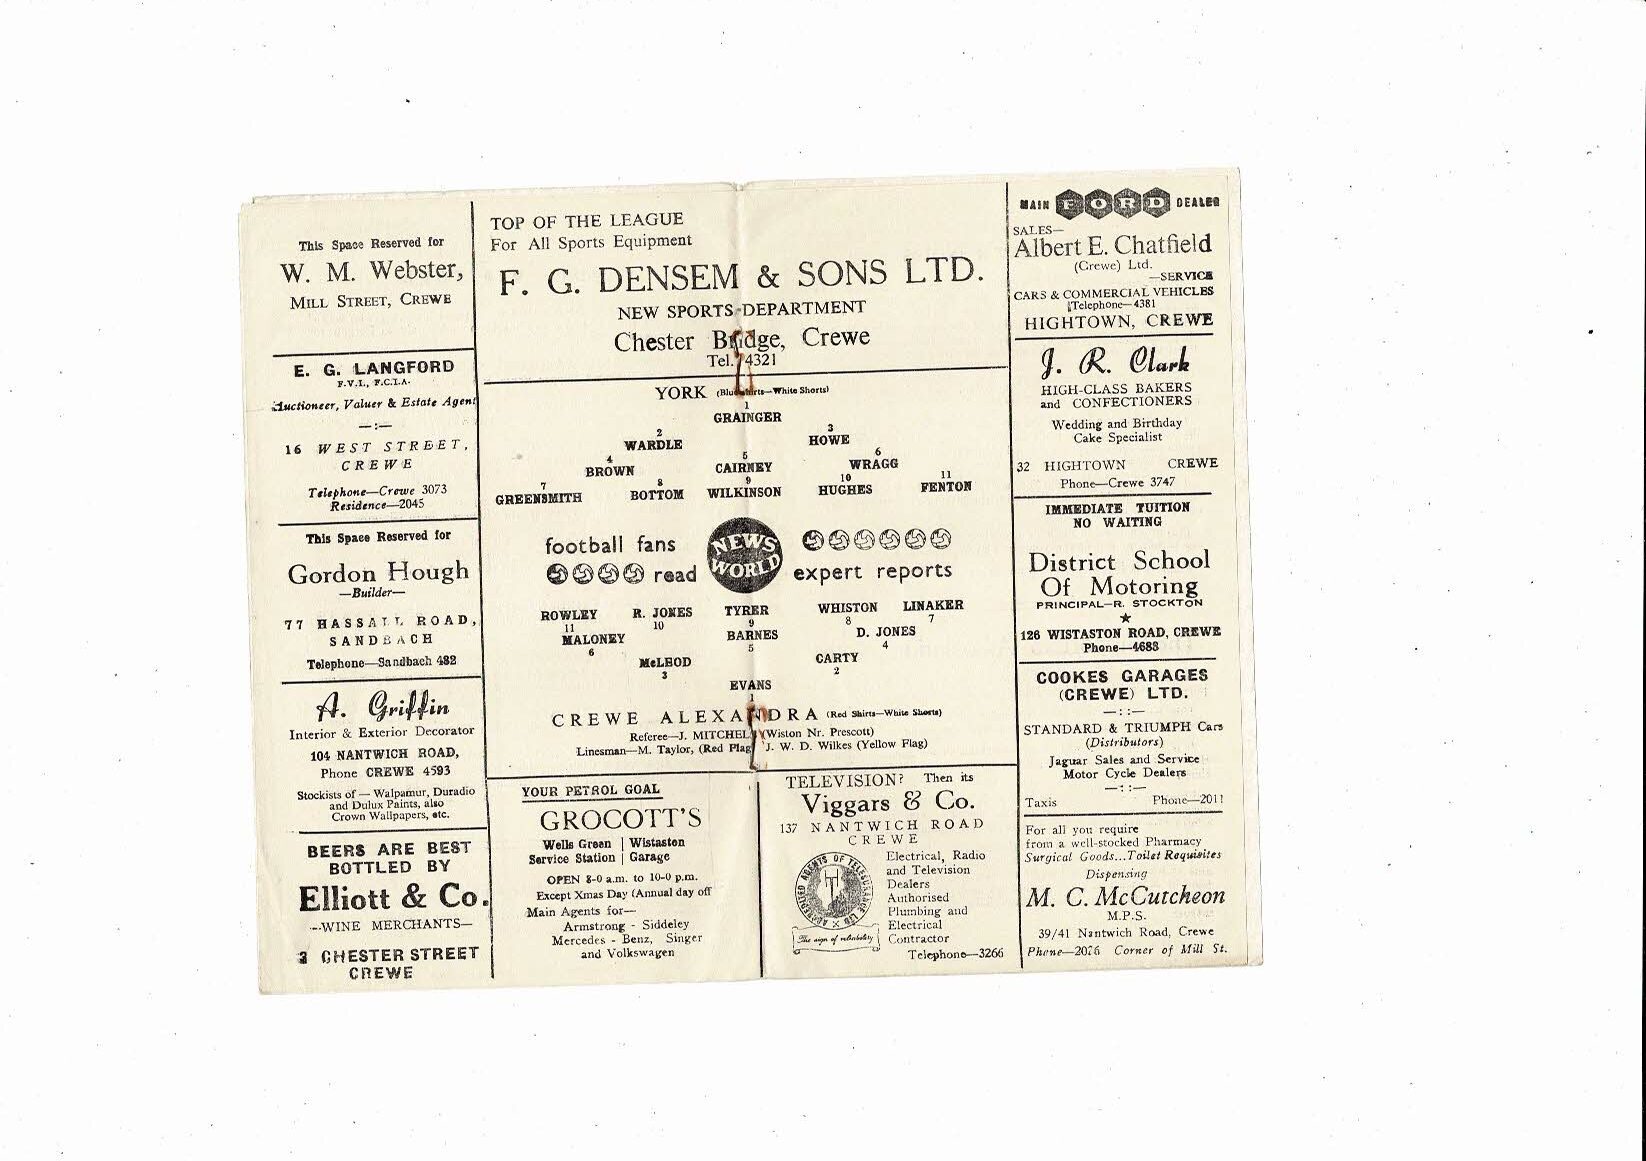 This Space Reserved for
W. M. Webster,
MILL STREET, CREWE
E. G. LANGFORD
F.V.I., F.C.I.A.
Auctioneer, Valuer & Estate Agent
—:—
16 WEST STREET,
CREWE
Telephone—Crewe 3073
Residence—2045
This Space Reserved for
Gordon Hough
—Builder—
77 HASSALL ROAD,
SANDBACH
Telephone—Sandbach 482
A. Griffin
Interior & Exterior Decorator
104 NANTWICH ROAD,
Phone CREWE 4593
Stockists of — Walpamur, Duradio
and Dulux Paints, also
Crown Wallpapers, etc.
BEERS ARE BEST
BOTTLED BY
Elliott & Co.
—WINE MERCHANTS—
3 CHESTER STREET
CREWE
TOP OF THE LEAGUE
For All Sports Equipment
F. G. DENSEM & SONS LTD.
NEW SPORTS-DEPARTMENT
Chester Bridge, Crewe
Tel. 4321
YORK (Blue Shirts—White Shorts)
1
GRAINGER
2 3
WARDLE HOWE
4 5 6
BROWN CAIRNEY WRAGG
7 8 9 10 11
GREENSMITH BOTTOM WILKINSON HUGHES FENTON
football fans
read
NEWS
WORLD
expert reports
ROWLEY R. JONES TYRER WHISTON LINAKER
11 10 9 8 7
MALONEY BARNES D. JONES
6 5 4
McLEOD CARTY
3 2
EVANS
1
CREWE ALEXANDRA (Red Shirts—White Shorts)
Referee—J. MITCHELL (Wiston Nr. Prescott)
Linesman—M. Taylor, (Red Flag) J. W. D. Wilkes (Yellow Flag)
YOUR PETROL GOAL
GROCOTT'S
Wells Green | Wistaston
Service Station | Garage
OPEN 8-0 a.m. to 10-0 p.m.
Except Xmas Day (Annual day off
Main Agents for—
Armstrong - Siddeley
Mercedes - Benz, Singer
and Volkswagen
TELEVISION? Then its
Viggars & Co.
137 NANTWICH ROAD
CREWE
Electrical, Radio
and Television
Dealers
Authorised
Plumbing and
Electrical
Contractor
Telephone—3266
The sign of reliability
MAIN FORD DEALER
SALES—
Albert E. Chatfield
(Crewe) Ltd.
—SERVICE
CARS & COMMERCIAL VEHICLES
Telephone—4381
HIGHTOWN, CREWE
J. R. Clark
HIGH-CLASS BAKERS
and CONFECTIONERS
Wedding and Birthday
Cake Specialist
32 HIGHTOWN CREWE
Phone—Crewe 3747
IMMEDIATE TUITION
NO WAITING
District School
Of Motoring
PRINCIPAL—R. STOCKTON
★
126 WISTASTON ROAD, CREWE
Phone—4688
COOKES GARAGES
(CREWE) LTD.
—::—
STANDARD & TRIUMPH Cars
(Distributors)
Jaguar Sales and Service
Motor Cycle Dealers
—::—
Taxis Phone—2011
For all you require
from a well-stocked Pharmacy
Surgical Goods...Toilet Requisites
Dispensing
M. C. McCutcheon
M.P.S.
39/41 Nantwich Road, Crewe
Phone—2026 Corner of Mill St.